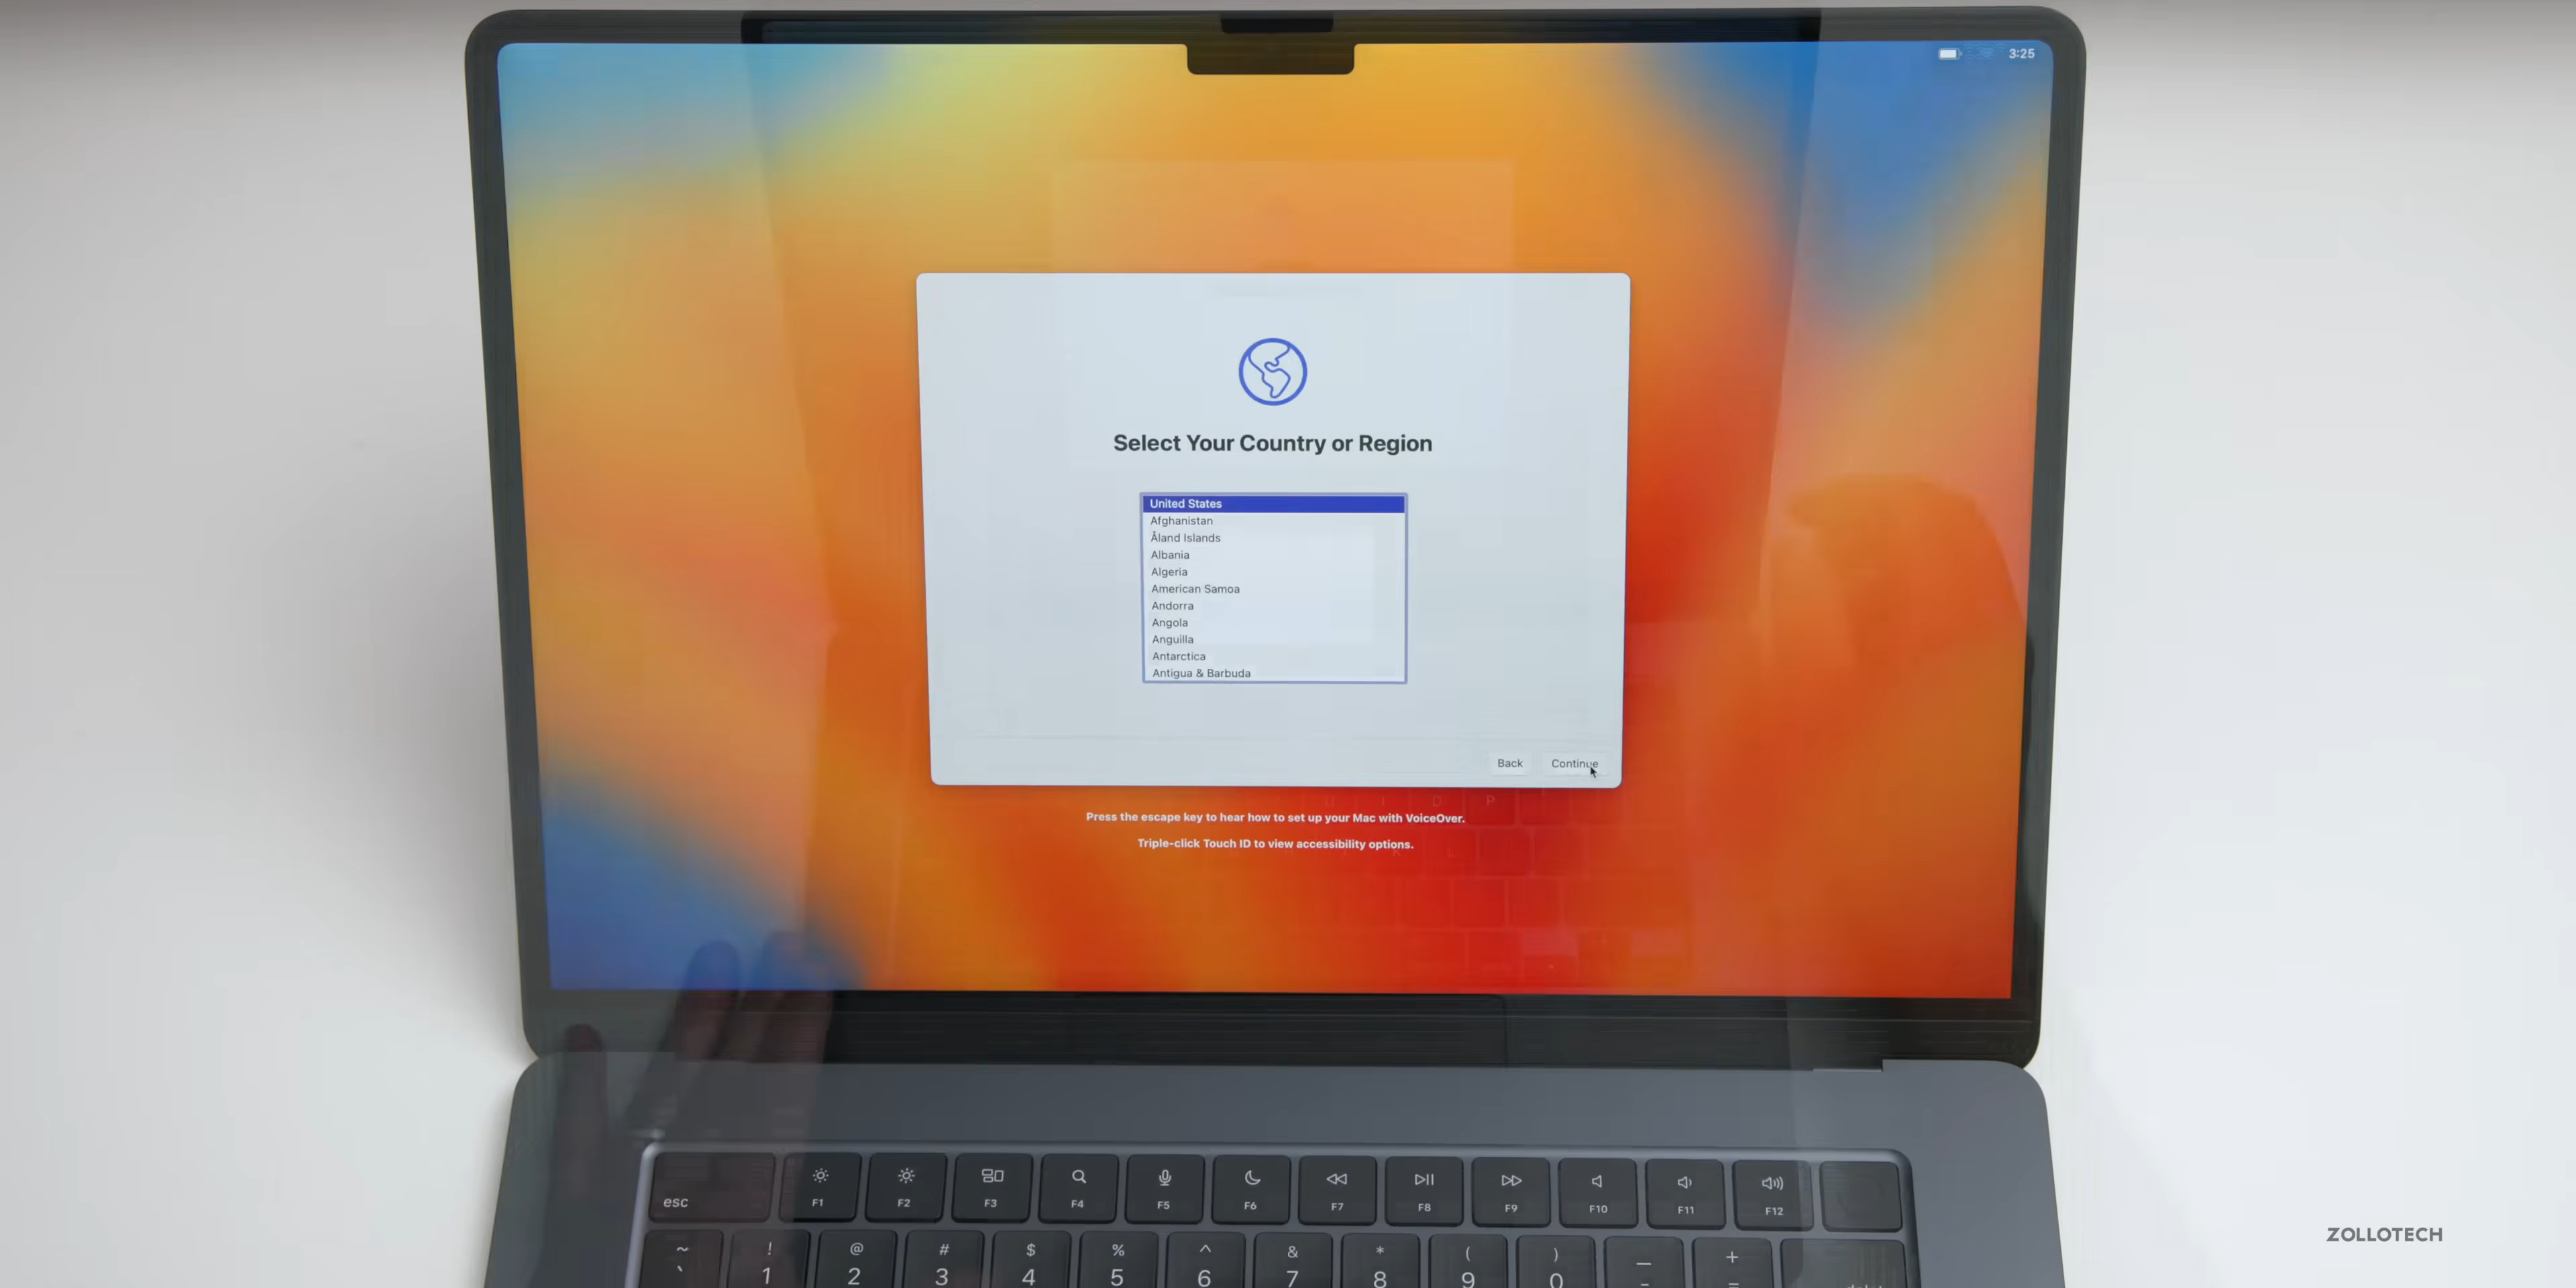 3:25
Select Your Country or Region
United States
Afghanistan
Åland Islands
Albania
Algeria
American Samoa
Andorra
Angola
Anguilla
Antarctica
Antigua & Barbuda
Back Continue
Press the escape key to hear how to set up your Mac with VoiceOver.
Triple-click Touch ID to view accessibility options.
esc F1 F2 F3 F4 F5 F6 F7 F8 F9 F10 F11 F12
~ ! @ # $ % ^ & * ( ) — +
` 1 2 3 4 5 6 7 8 9 0 - =
ZOLLOTECH